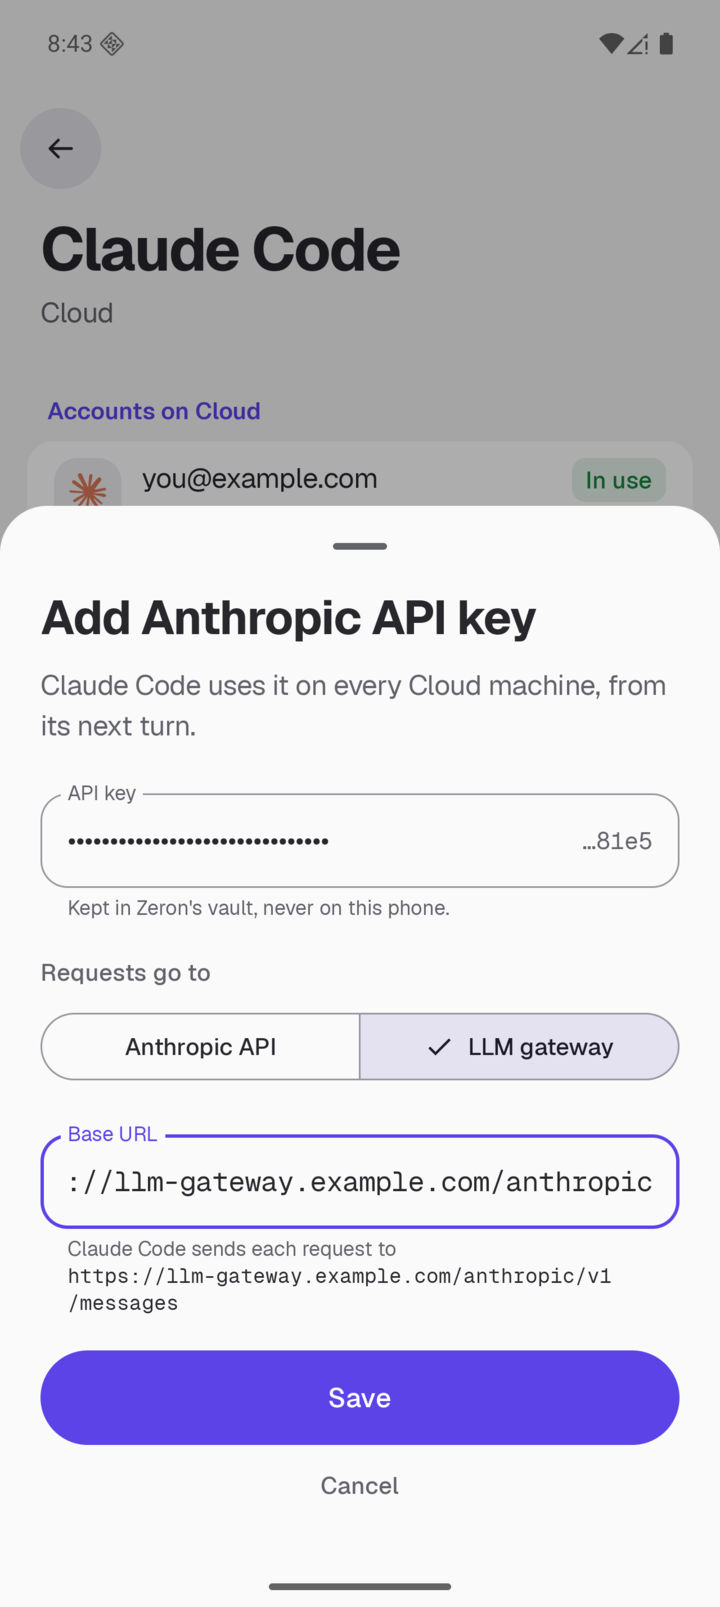 8:43
Claude Code
Cloud
Accounts on Cloud
you@example.com
In use
Add Anthropic API key
Claude Code uses it on every Cloud machine, from
its next turn.
API key
•••••••••••••••••••••••••••••••
…81e5
Kept in Zeron's vault, never on this phone.
Requests go to
Anthropic API
LLM gateway
Base URL
://llm-gateway.example.com/anthropic
Claude Code sends each request to
https://llm-gateway.example.com/anthropic/v1
/messages
Save
Cancel